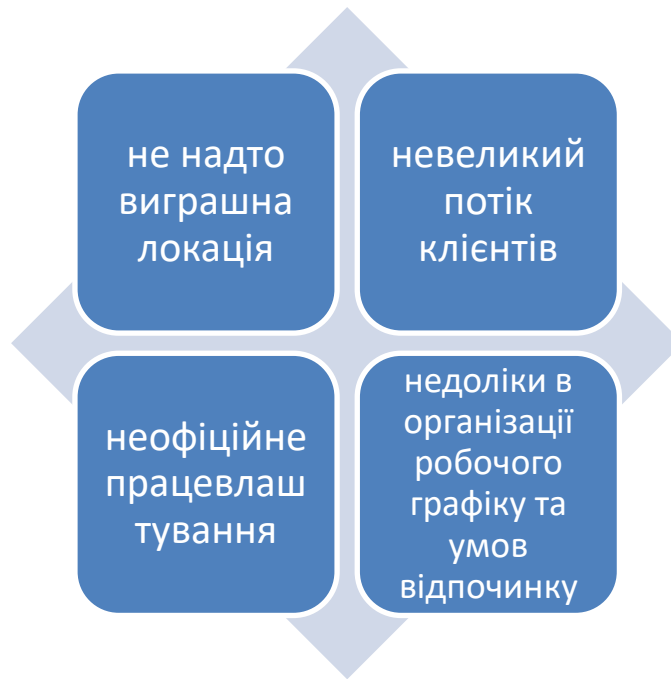 не надто
виграшна
локація
невеликий
потік
клієнтів
неофіційне
працевлаш
тування
недоліки в
організації
робочого
графіку та
умов
відпочинку